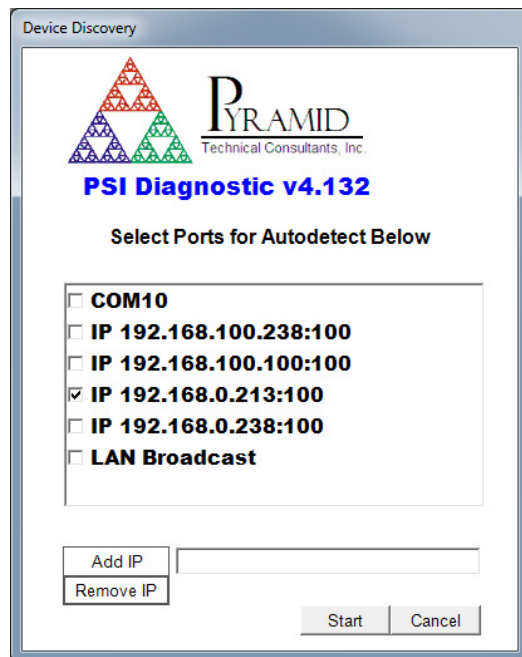 Device Discovery
PYRAMID
Technical Consultants, Inc.
PSI Diagnostic v4.132
Select Ports for Autodetect Below
COM10
IP 192.168.100.238:100
IP 192.168.100.100:100
IP 192.168.0.213:100
IP 192.168.0.238:100
LAN Broadcast
Add IP
Remove IP
Start Cancel